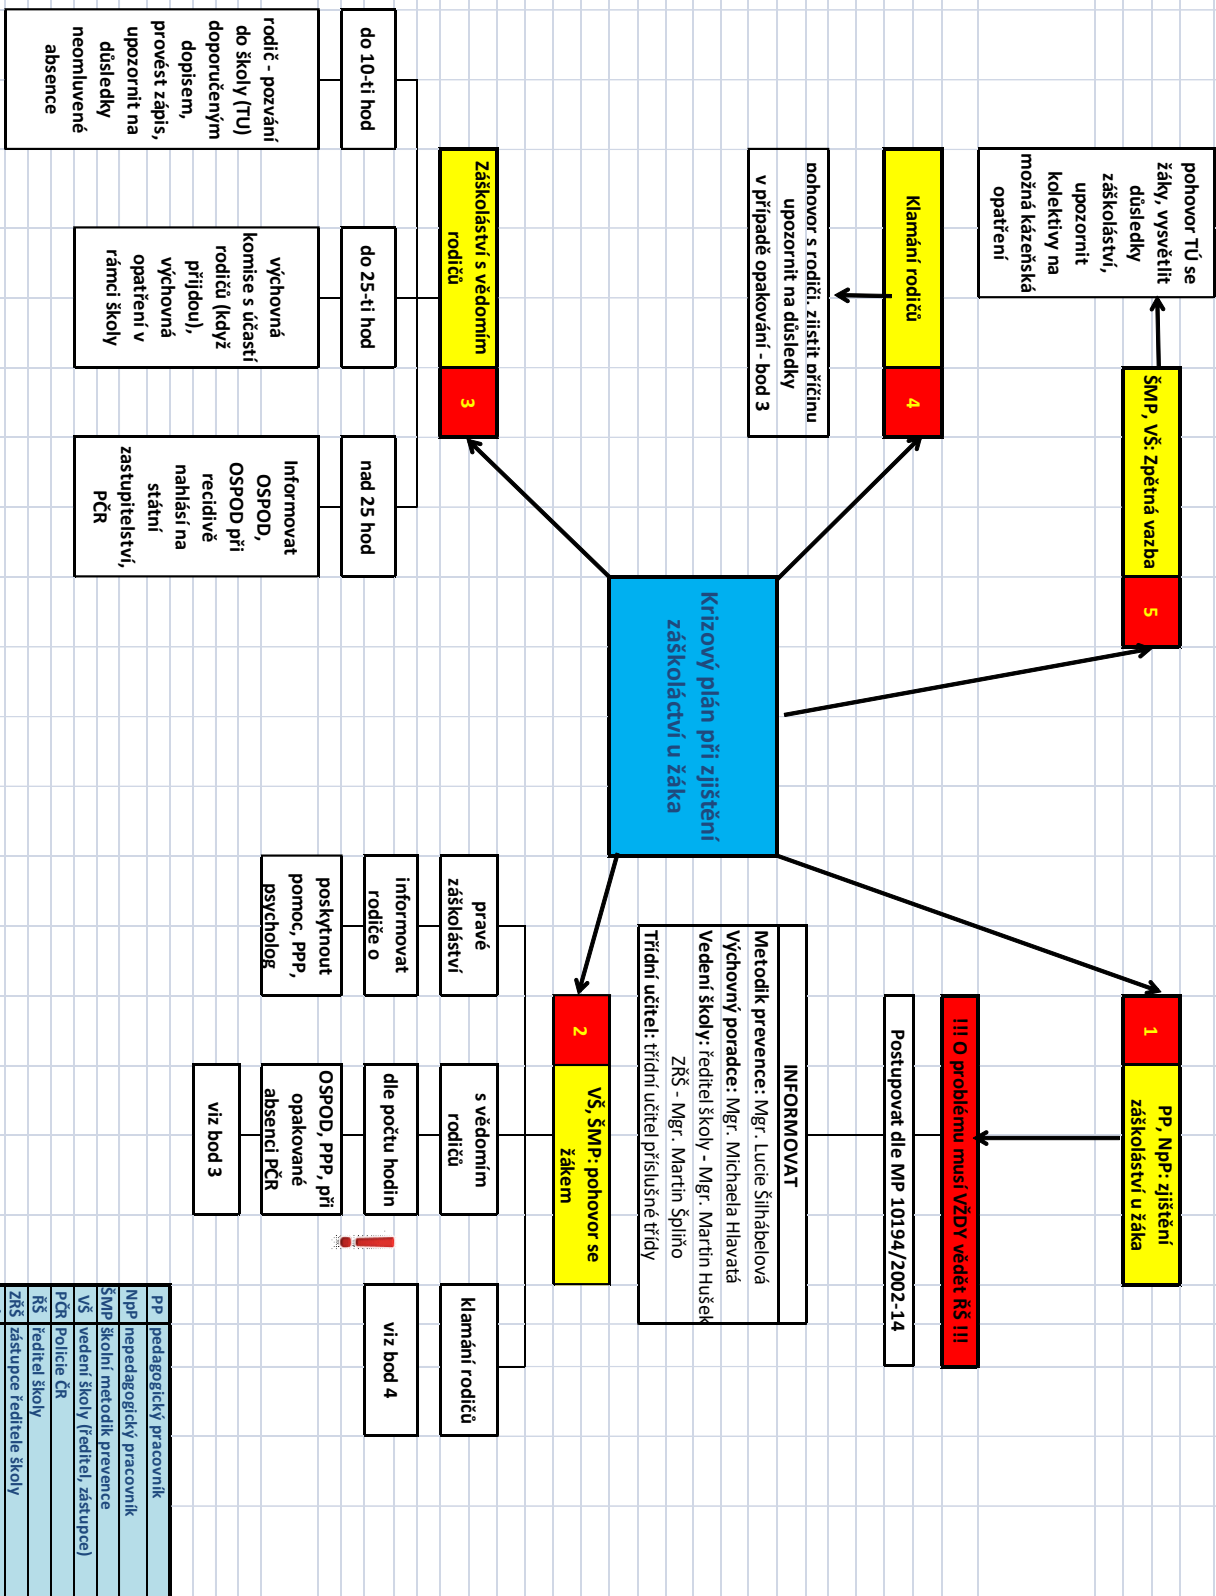 pohovor TÚ se
žáky, vysvětlit
důsledky
záškoláství,
upozornit
kolektivy na
možná kázeňská
opatření
ŠMP, VŠ: Zpětná vazba
5
1
PP, NpP: zjištění
záškoláství u žáka
!!! O problému musí VŽDY vědět ŘŠ !!!
Postupovat dle MP 10194/2002-14
Klamání rodičů
4
pohovor s rodiči, zjistit příčinu
upozornit na důsledky
v případě opakování - bod 3
Krizový plán při zjištění
záškoláctví u žáka
INFORMOVAT
Metodik prevence: Mgr. Lucie Šilhábelová
Výchovný poradce: Mgr. Michaela Hlavatá
Vedení školy: ředitel školy - Mgr. Martin Hušek
ZŘŠ - Mgr. Martin Špliňo
Třídní učitel: třídní učitel příslušné třídy
Záškoláství s vědomím
rodičů
3
2
VŠ, ŠMP: pohovor se
žákem
do 10-ti hod
do 25-ti hod
nad 25 hod
rodič - pozvání
do školy (TU)
doporučeným
dopisem,
provést zápis,
upozornit na
důsledky
neomluvené
absence
výchovná
komise s účastí
rodičů (když
přijdou),
výchovná
opatření v
rámci školy
Informovat
OSPOD,
OSPOD při
recidivě
nahlásí na
státní
zastupitelství,
PČR
pravé
záškoláství
s vědomím
rodičů
klamání rodičů
informovat
rodiče o
dle počtu hodin
viz bod 4
poskytnout
pomoc, PPP,
psycholog
OSPOD, PPP, při
opakované
absenci PČR
viz bod 3
PP pedagogický pracovník
NpP nepedagogický pracovník
ŠMP školní metodik prevence
VŠ vedení školy (ředitel, zástupce)
PČR Policie ČR
ŘŠ ředitel školy
ZŘŠ zástupce ředitele školy